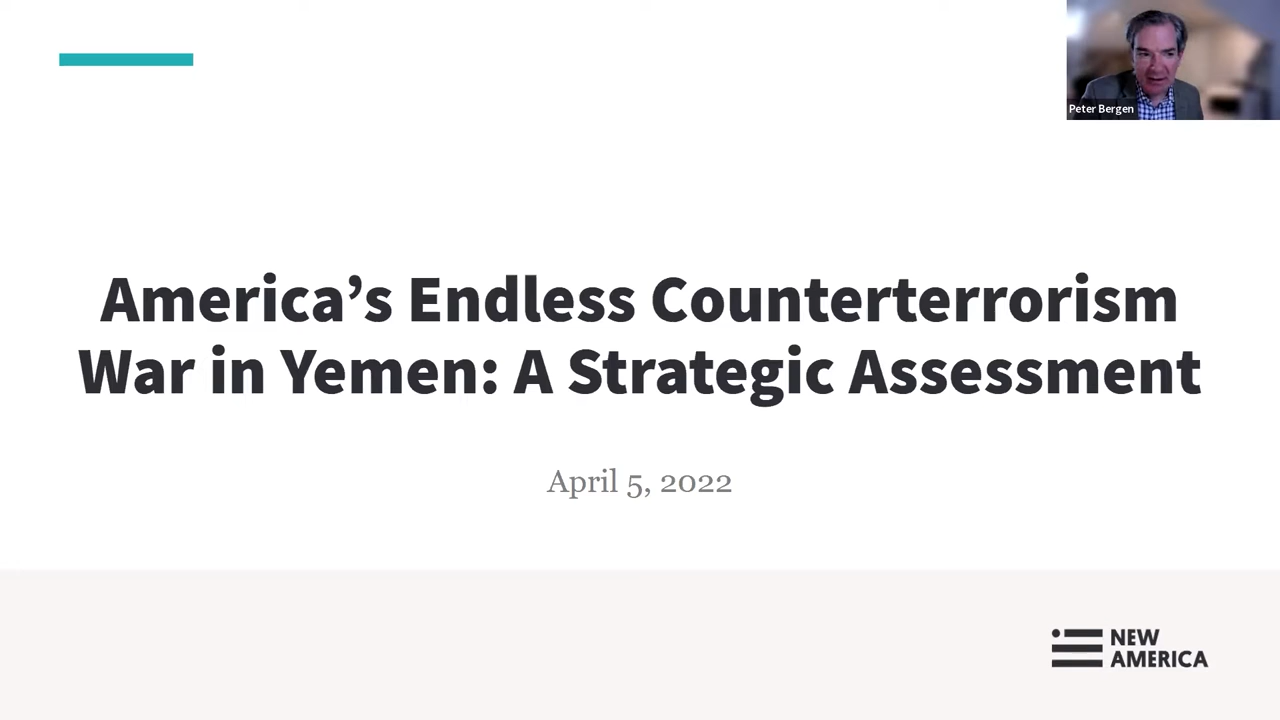 Peter Bergen
America’s Endless Counterterrorism
War in Yemen: A Strategic Assessment
April 5, 2022
NEW
AMERICA